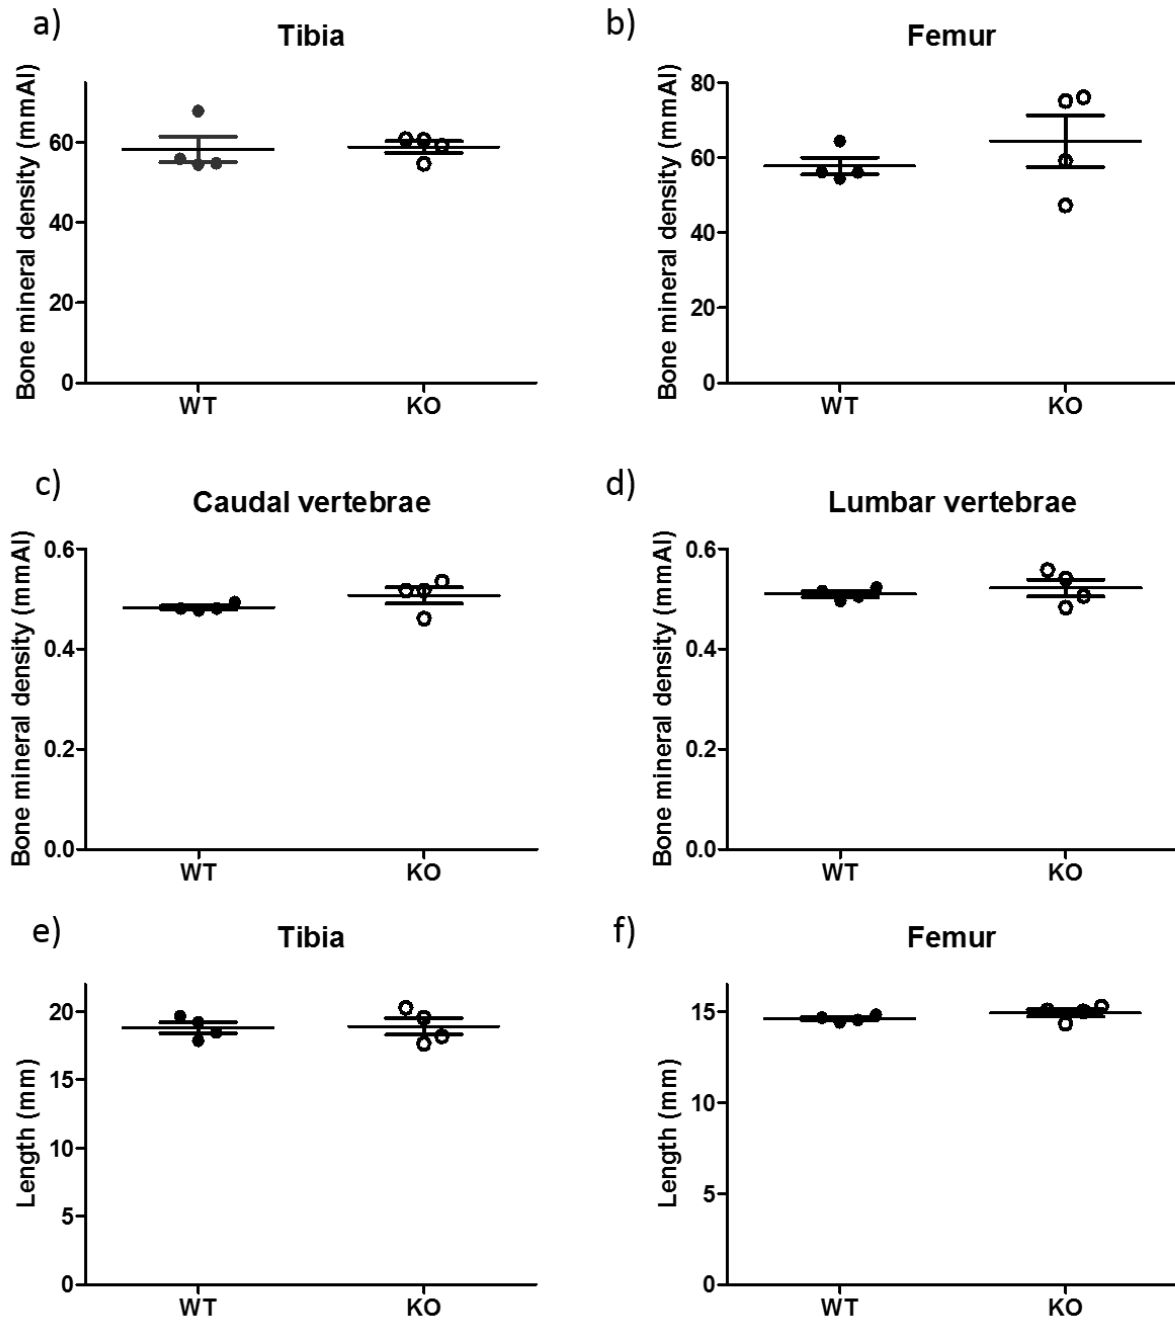 a)
Tibia
Bone mineral density (mmAl)
60
40
20
0
WT
KO
b)
Femur
Bone mineral density (mmAl)
80
60
40
20
0
WT
KO
c)
Caudal vertebrae
Bone mineral density (mmAl)
0.6
0.4
0.2
0.0
WT
KO
d)
Lumbar vertebrae
Bone mineral density (mmAl)
0.6
0.4
0.2
0.0
WT
KO
e)
Tibia
Length (mm)
20
15
10
5
0
WT
KO
f)
Femur
Length (mm)
15
10
5
0
WT
KO